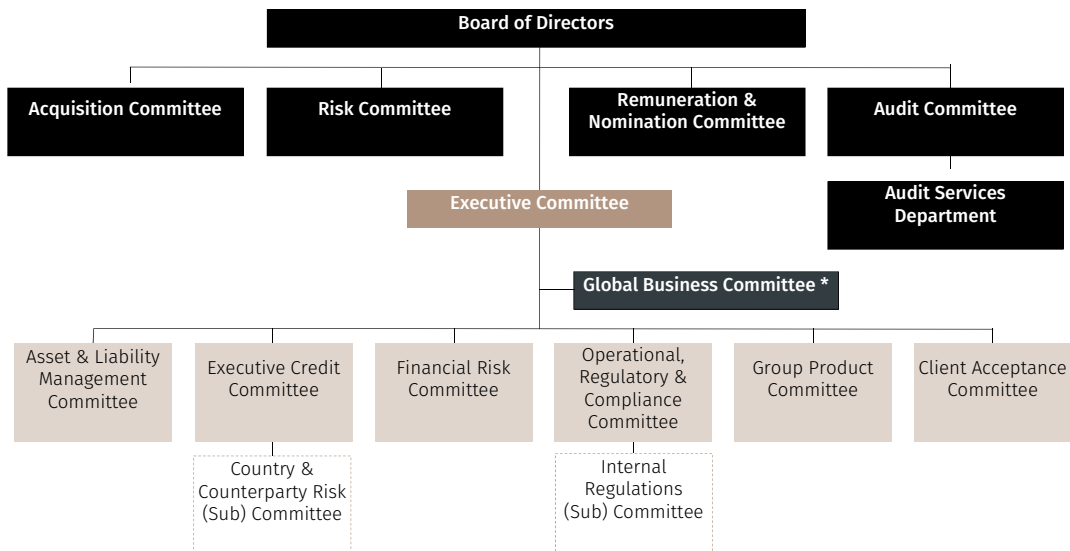 Board of Directors
Acquisition Committee
Risk Committee
Remuneration &
Nomination Committee
Audit Committee
Executive Committee
Audit Services
Department
Global Business Committee *
Asset & Liability
Management
Committee
Executive Credit
Committee
Financial Risk
Committee
Operational,
Regulatory &
Compliance
Committee
Group Product
Committee
Client Acceptance
Committee
Country &
Counterparty Risk
(Sub) Committee
Internal
Regulations
(Sub) Committee